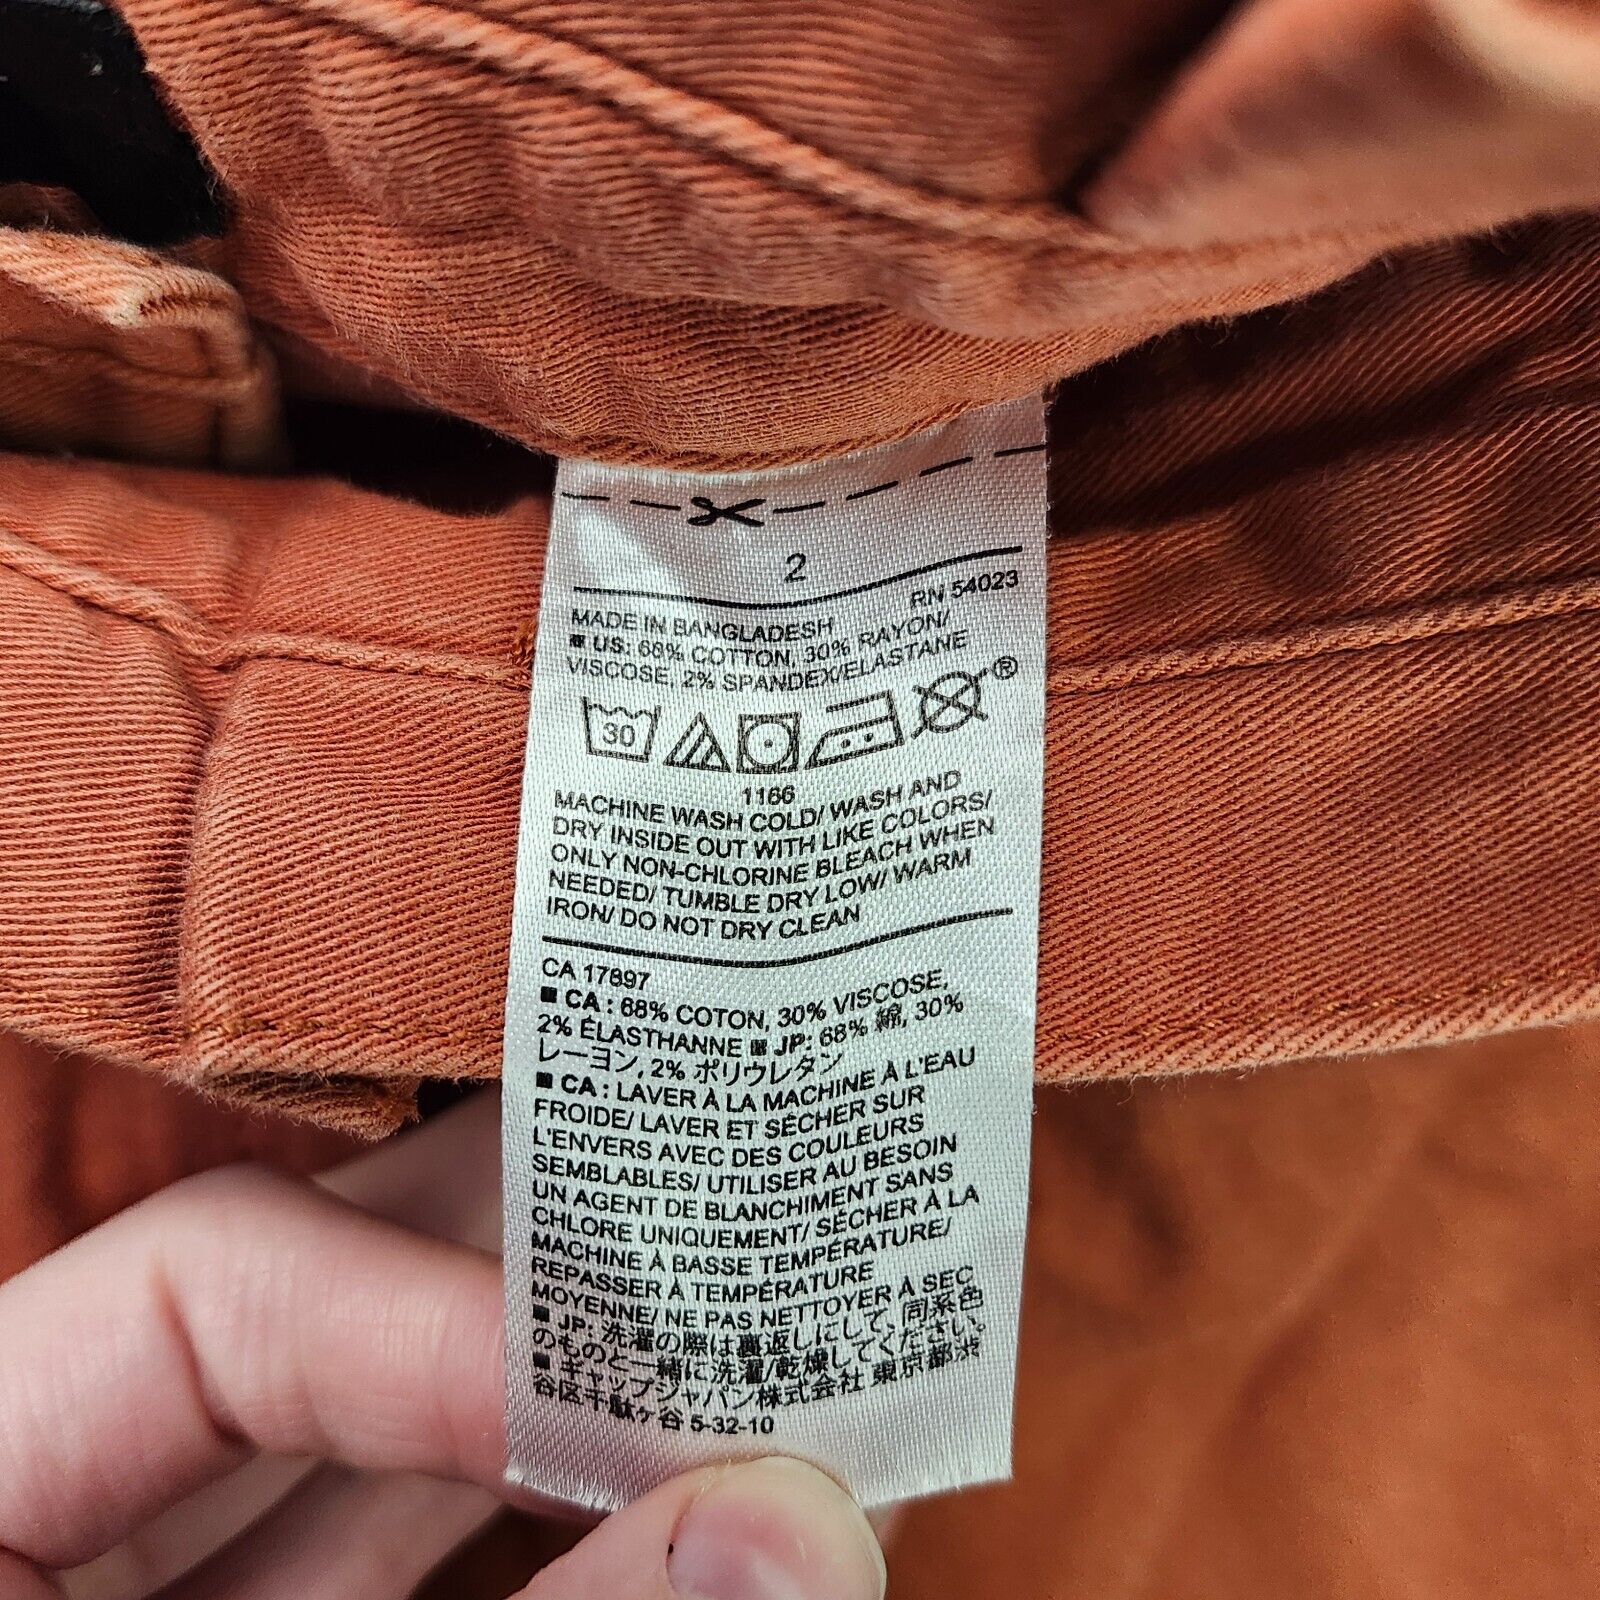 2
RN 54023
MADE IN BANGLADESH
■ US: 68% COTTON, 30% RAYON/
VISCOSE, 2% SPANDEX/ELASTANE
30
®
1166
MACHINE WASH COLD/ WASH AND
DRY INSIDE OUT WITH LIKE COLORS/
ONLY NON-CHLORINE BLEACH WHEN
NEEDED/ TUMBLE DRY LOW/ WARM
IRON/ DO NOT DRY CLEAN
CA 17897
■ CA : 68% COTON, 30% VISCOSE,
2% ÉLASTHANNE ■ JP: 68% 綿, 30%
レーヨン, 2% ポリウレタン
■ CA : LAVER À LA MACHINE À L'EAU
FROIDE/ LAVER ET SÉCHER SUR
L'ENVERS AVEC DES COULEURS
SEMBLABLES/ UTILISER AU BESOIN
UN AGENT DE BLANCHIMENT SANS
CHLORE UNIQUEMENT/ SÉCHER À LA
MACHINE À BASSE TEMPÉRATURE/
REPASSER À TEMPÉRATURE
MOYENNE/ NE PAS NETTOYER À SEC
■ JP: 洗濯の際は裏返しにして、同系色
のものと一緒に洗濯/乾燥してください。
■ ギャップジャパン株式会社 東京都渋
谷区千駄ヶ谷 5-32-10